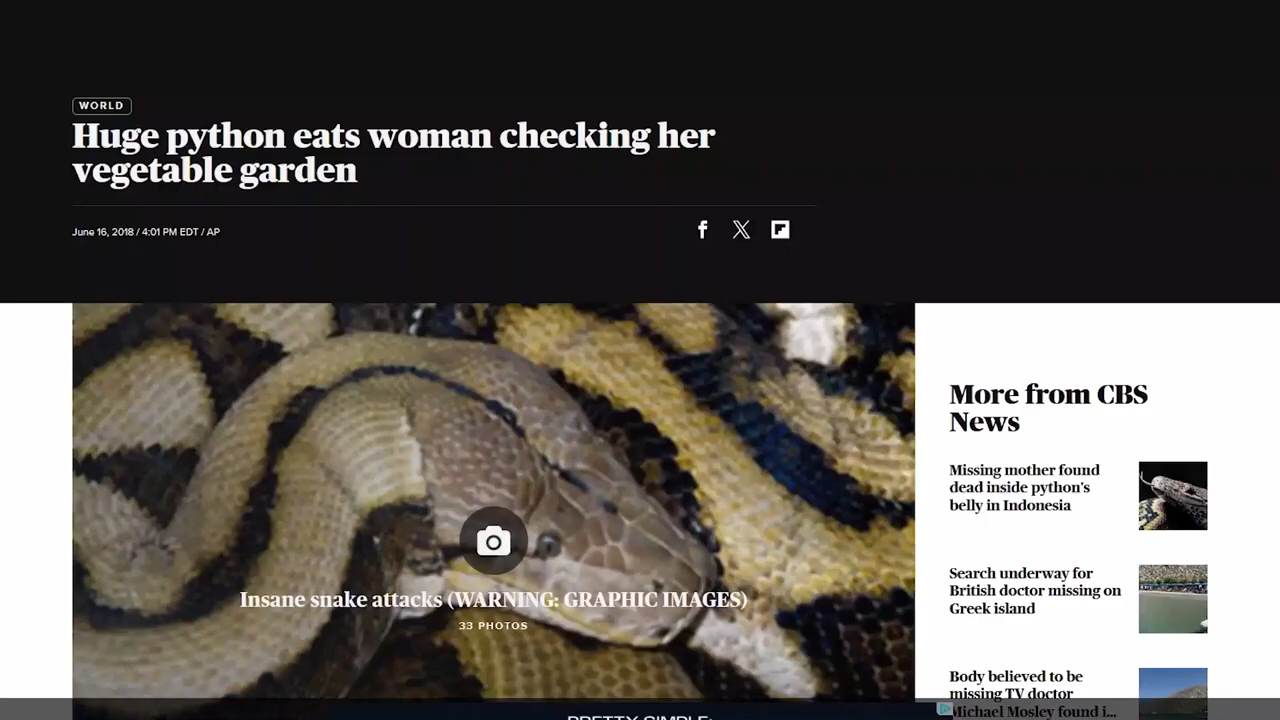 WORLD
Huge python eats woman checking her
vegetable garden
June 16, 2018 / 4:01 PM EDT / AP
Insane snake attacks (WARNING: GRAPHIC IMAGES)
33 PHOTOS
More from CBS
News
Missing mother found
dead inside python's
belly in Indonesia
Search underway for
British doctor missing on
Greek island
Body believed to be
missing TV doctor
Michael Mosley found i...
PRETTY SIMPLE: